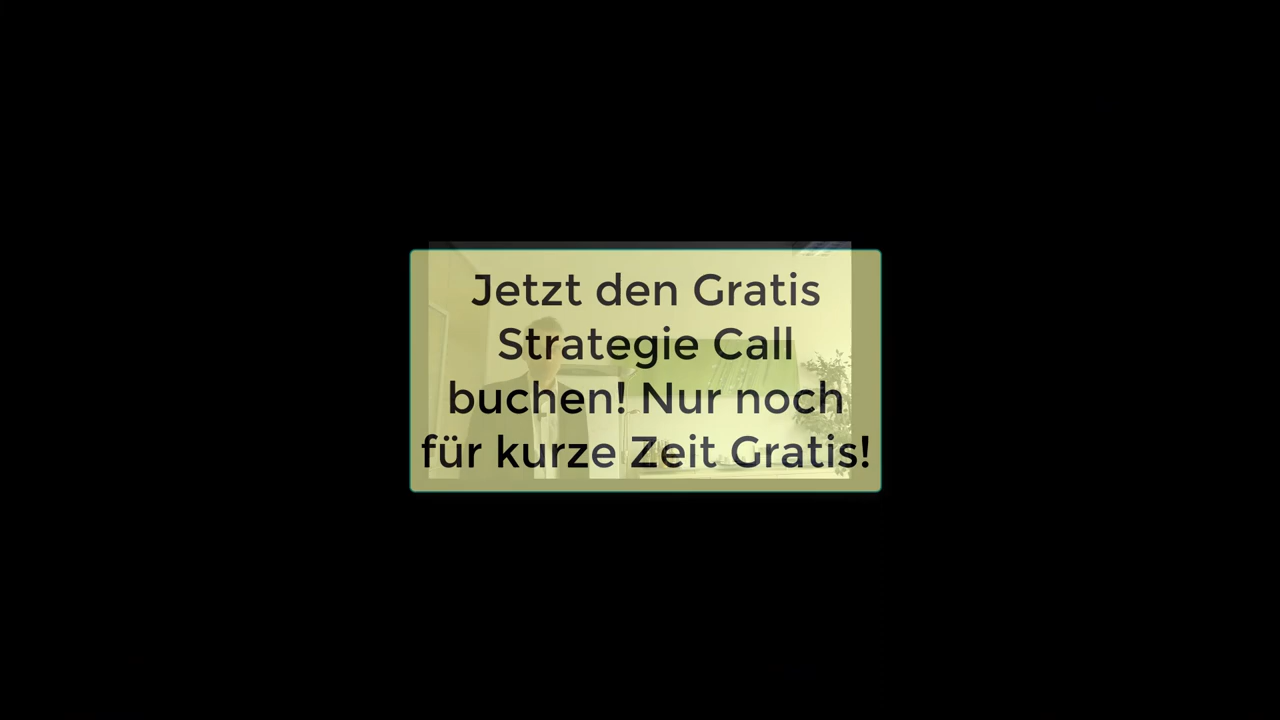 Jetzt den Gratis
Strategie Call
buchen! Nur noch
für kurze Zeit Gratis!